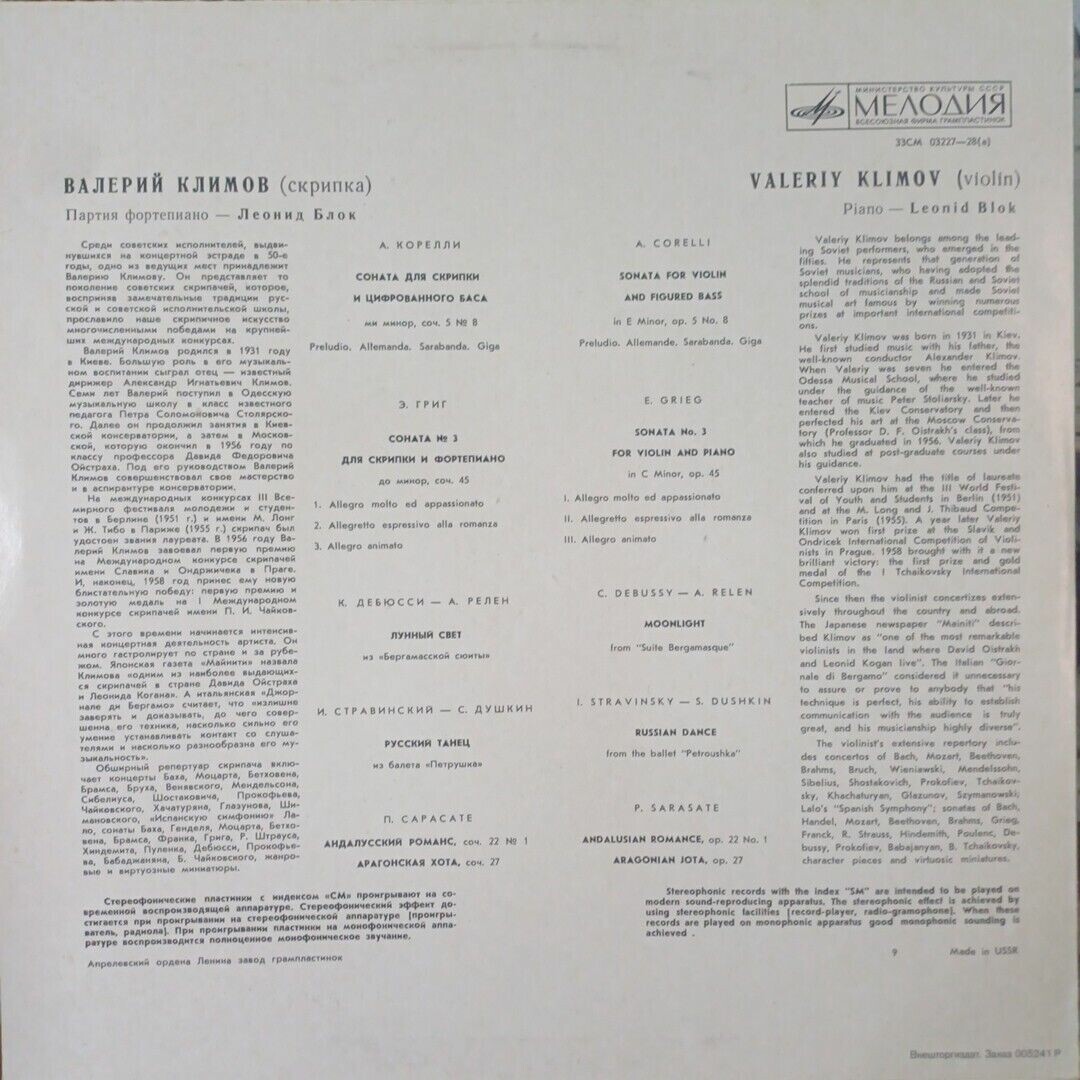 МИНИСТЕРСТВО КУЛЬТУРЫ СССР
МЕЛОДИЯ
ВСЕСОЮЗНАЯ ФИРМА ГРАМПЛАСТИНОК
33СМ 03227—28(а)
ВАЛЕРИЙ КЛИМОВ (скрипка)
Партия фортепиано — Леонид Блок
Среди советских исполнителей, выдви-
нувшихся на концертной эстраде в 50-е
годы, одно из ведущих мест принадлежит
Валерию Климову. Он представляет то
поколение советских скрипачей, которое,
восприняв замечательные традиции рус-
ской и советской исполнительской школы,
прославило наше скрипичное искусство
многочисленными победами на крупней-
ших международных конкурсах.
Валерий Климов родился в 1931 году
в Киеве. Большую роль в его музыкаль-
ном воспитании сыграл отец — известный
дирижер Александр Игнатьевич Климов.
Семи лет Валерий поступил в Одесскую
музыкальную школу в класс известного
педагога Петра Соломоновича Столярско-
го. Далее он продолжил занятия в Киев-
ской консерватории, а затем в Москов-
ской, которую окончил в 1956 году по
классу профессора Давида Федоровича
Ойстраха. Под его руководством Валерий
Климов совершенствовал свое мастерство
и в аспирантуре консерватории.
На международных конкурсах III Все-
мирного фестиваля молодежи и студен-
тов в Берлине (1951 г.) и имени М. Лонг
и Ж. Тибо в Париже (1955 г.) скрипач был
удостоен звания лауреата. В 1956 году Ва-
лерий Климов завоевал первую премию
на Международном конкурсе скрипачей
имени Славика и Ондржичека в Праге.
И, наконец, 1958 год принес ему новую
блистательную победу: первую премию и
золотую медаль на I Международном
конкурсе скрипачей имени П. И. Чайков-
ского.
С этого времени начинается интенсив-
ная концертная деятельность артиста. Он
много гастролирует по стране и за рубе-
жом. Японская газета «Майнити» назвала
Климова «одним из наиболее выдающих-
ся скрипачей в стране Давида Ойстраха
и Леонида Когана». А итальянская «Джор-
нале ди Бергамо» считает, что «излишне
заверять и доказывать, до чего совер-
шенна его техника, насколько сильно его
умение устанавливать контакт со слуша-
телями и насколько разнообразна его му-
зыкальность».
Обширный репертуар скрипача вклю-
чает концерты Баха, Моцарта, Бетховена,
Брамса, Бруха, Венявского, Мендельсона,
Сибелиуса, Шостаковича, Прокофьева,
Чайковского, Хачатуряна, Глазунова, Ши-
мановского, «Испанскую симфонию» Ла-
ло, сонаты Баха, Генделя, Моцарта, Бетхо-
вена, Брамса, Франка, Грига, Р. Штрауса,
Хиндемита, Пуленка, Дебюсси, Прокофье-
ва, Бабаджаняна, Б. Чайковского, жанро-
вые и виртуозные миниатюры.
А. КОРЕЛЛИ
СОНАТА ДЛЯ СКРИПКИ
И ЦИФРОВАННОГО БАСА
ми минор, соч. 5 № 8
Preludio, Allemanda. Sarabanda. Giga
Э. ГРИГ
СОНАТА № 3
ДЛЯ СКРИПКИ И ФОРТЕПИАНО
до минор, соч. 45
1. Allegro molto ed appassionato
2. Allegretto espressivo alla romanza
3. Allegro animato
К. ДЕБЮССИ — А. РЕЛЕН
ЛУННЫЙ СВЕТ
из «Бергамасской сюиты»
И. СТРАВИНСКИЙ — С. ДУШКИН
РУССКИЙ ТАНЕЦ
из балета «Петрушка»
П. САРАСАТЕ
АНДАЛУССКИЙ РОМАНС, соч. 22 № 1
АРАГОНСКАЯ ХОТА, соч. 27
A. CORELLI
SONATA FOR VIOLIN
AND FIGURED BASS
in E Minor, op. 5 No. 8
Preludio. Allemande. Sarabanda. Giga
E. GRIEG
SONATA No. 3
FOR VIOLIN AND PIANO
in C Minor, op. 45
I. Allegro molto ed appassionato
II. Allegretto espressivo alla romanza
III. Allegro animato
C. DEBUSSY — A. RELEN
MOONLIGHT
from "Suite Bergamasque"
I. STRAVINSKY — S. DUSHKIN
RUSSIAN DANCE
from the ballet "Petroushka"
P. SARASATE
ANDALUSIAN ROMANCE, op. 22 No. 1
ARAGONIAN JOTA, op. 27
VALERIY KLIMOV (violin)
Piano — Leonid Blok
Valeriy Klimov belongs among the lead-
ing Soviet performers, who emerged in the
fifties. He represents that generation of
Soviet musicians, who having adopted the
splendid traditions of the Russian and Soviet
school of musicianship and made Soviet
musical art famous by winning numerous
prizes at important international competiti-
ons.
Valeriy Klimov was born in 1931 in Kiev.
He first studied music with his father, the
well-known conductor Alexander Klimov.
When Valeriy was seven he entered the
Odessa Musical School, where he studied
under the guidance of the well-known
teacher of music Peter Stoliarsky. Later he
entered the Kiev Conservatory and then
perfected his art at the Moscow Conserva-
tory (Professor D. F. Oistrakh's class), from
which he graduated in 1956. Valeriy Klimov
also studied at post-graduate courses under
his guidance.
Valeriy Klimov had the title of laureate
conferred upon him at the III World Festi-
val of Youth and Students in Berlin (1951)
and at the M. Long and J. Thibaud Compe-
tition in Paris (1955). A year later Valeriy
Klimov won first prize at the Slavik and
Ondricek International Competition of Violi-
nists in Prague. 1958 brought with it a new
brilliant victory: the first prize and gold
medal of the I Tchaikovsky International
Competition.
Since then the violinist concertizes exten-
sively throughout the country and abroad.
The Japanese newspaper "Mainiti" descri-
bed Klimov as "one of the most remarkable
violinists in the land where David Oistrakh
and Leonid Kogan live". The Italian "Gior-
nale di Bergamo" considered it unnecessary
to assure or prove to anybody that "his
technique is perfect, his ability to establish
communication with the audience is truly
great, and his musicianship highly diverse".
The violinist's extensive repertory inclu-
des concertos of Bach, Mozart, Beethoven,
Brahms, Bruch, Wieniawski, Mendelssohn,
Sibelius, Shostakovich, Prokofiev, Tchaikov-
sky, Khachaturyan, Glazunov, Szymanowski;
Lalo's "Spanish Symphony"; sonatas of Bach,
Handel, Mozart, Beethoven, Brahms, Grieg,
Franck, R. Strauss, Hindemith, Poulenc, De-
bussy, Prokofiev, Babajanyan, B. Tchaikovsky,
character pieces and virtuosic miniatures.
Стереофонические пластинки с индексом «СМ» проигрывают на со-
временной воспроизводящей аппаратуре. Стереофонический эффект до-
стигается при проигрывании на стереофонической аппаратуре (проигры-
ватель, радиола). При проигрывании пластинки на монофонической аппа-
ратуре воспроизводится полноценное монофоническое звучание.
Апрелевский ордена Ленина завод грампластинок
Stereophonic records with the index "SM" are intended to be played on
modern sound-reproducing apparatus. The stereophonic effect is achieved by
using stereophonic facilities (record-player, radio-gramophone). When these
records are played on monophonic apparatus good monophonic sounding is
achieved .
9 Made in USSR
Внешторгиздат. Заказ 005241 Р